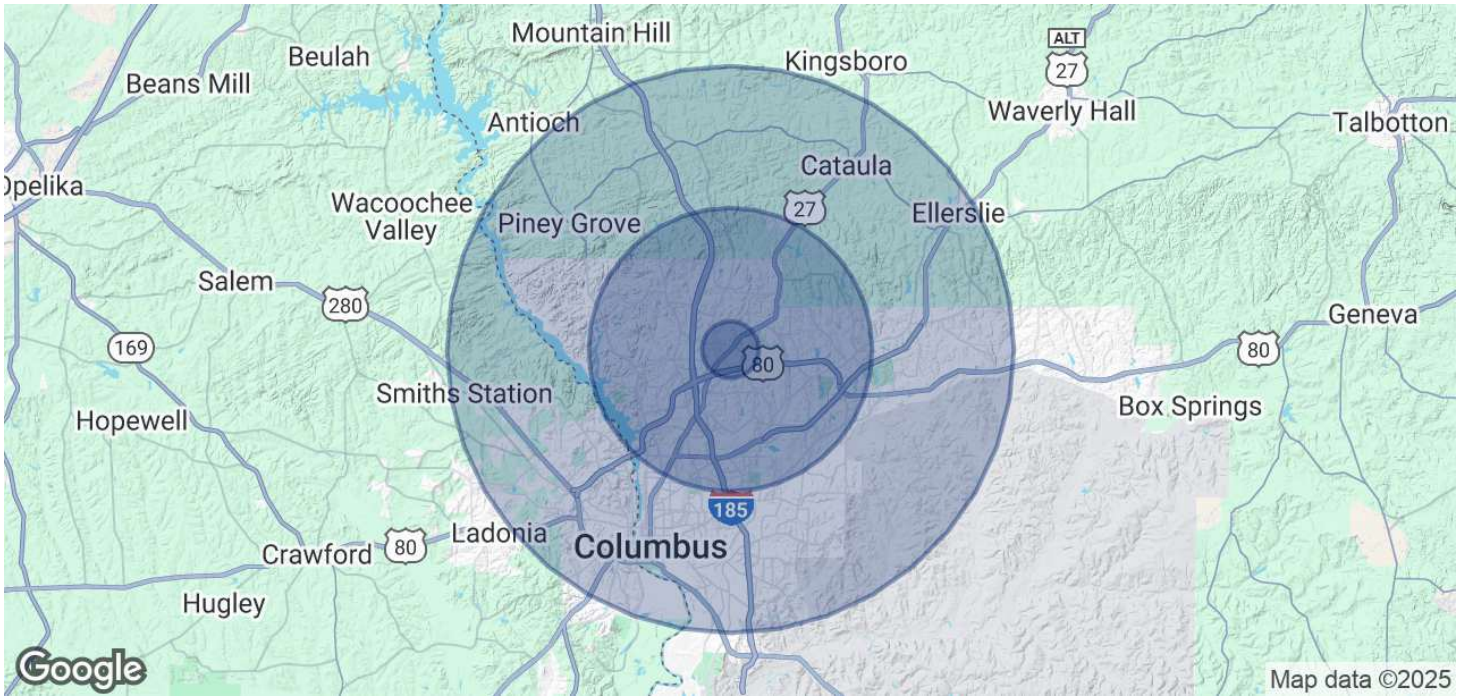 Mountain Hill
Beulah
Kingsboro
ALT
27
Beans Mill
Waverly Hall
Antioch
Talbotton
Cataula
Opelika
Wacoochee
Valley
27
Ellerslie
Piney Grove
Salem
280
Geneva
169
80
80
Smiths Station
Box Springs
Hopewell
185
Ladonia
Columbus
80
Crawford
Hugley
Google
Map data ©2025